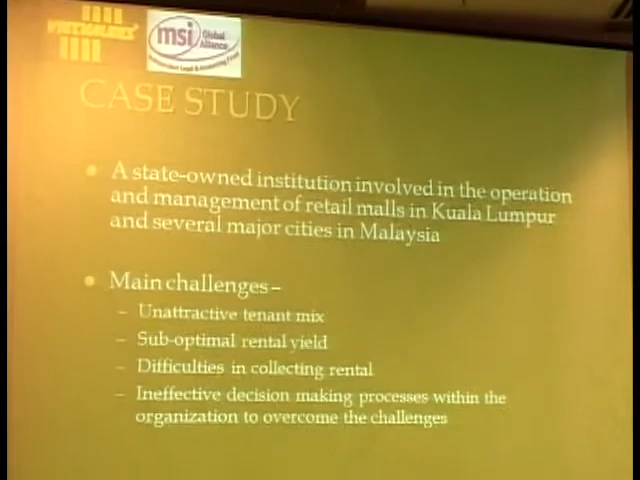 msi Global
Alliance
CASE STUDY
A state-owned institution involved in the operation
and management of retail malls in Kuala Lumpur
and several major cities in Malaysia
Main challenges –
– Unattractive tenant mix
– Sub-optimal rental yield
– Difficulties in collecting rental
– Ineffective decision making processes within the
organization to overcome the challenges